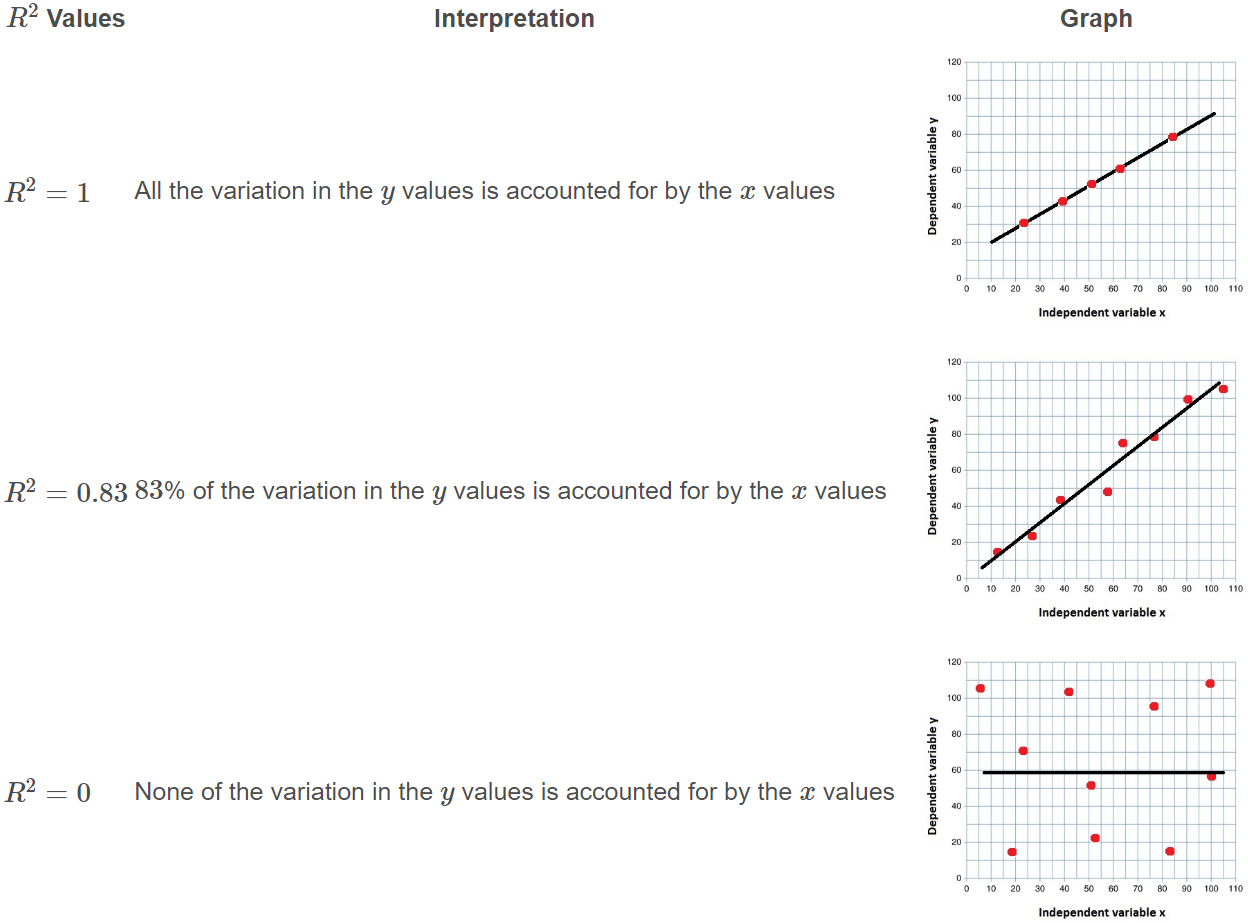 R² Values Interpretation Graph
R² = 1 All the variation in the y values is accounted for by the x values
120
100
80
60
40
20
0
Dependent variable y
0 10 20 30 40 50 60 70 80 90 100 110
Independent variable x
R² = 0.83 83% of the variation in the y values is accounted for by the x values
120
100
80
60
40
20
0
Dependent variable y
0 10 20 30 40 50 60 70 80 90 100 110
Independent variable x
R² = 0 None of the variation in the y values is accounted for by the x values
120
100
80
60
40
20
0
Dependent variable y
0 10 20 30 40 50 60 70 80 90 100 110
Independent variable x